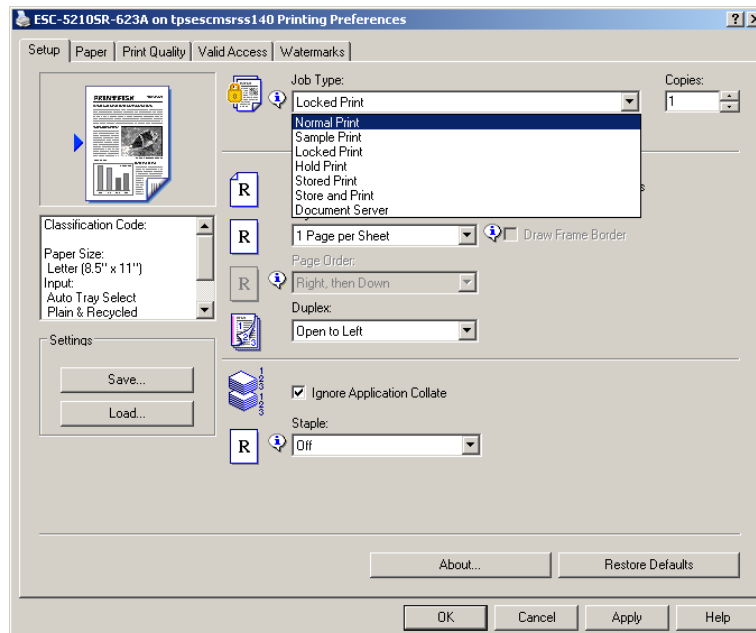 ESC-5210SR-623A on tpsescmsrss140 Printing Preferences
Setup Paper Print Quality Valid Access Watermarks
Job Type:
Copies:
Locked Print
1
Normal Print
Sample Print
Locked Print
Hold Print
Stored Print
Store and Print
Document Server
PRINTFISH
Classification Code:
Paper Size:
Letter (8.5" x 11")
Input:
Auto Tray Select
Plain & Recycled
R
R
1 Page per Sheet
Draw Frame Border
Page Order:
R
Right, then Down
Duplex:
Open to Left
Settings
Save...
Load...
Ignore Application Collate
Staple:
R
Off
About...
Restore Defaults
OK
Cancel
Apply
Help